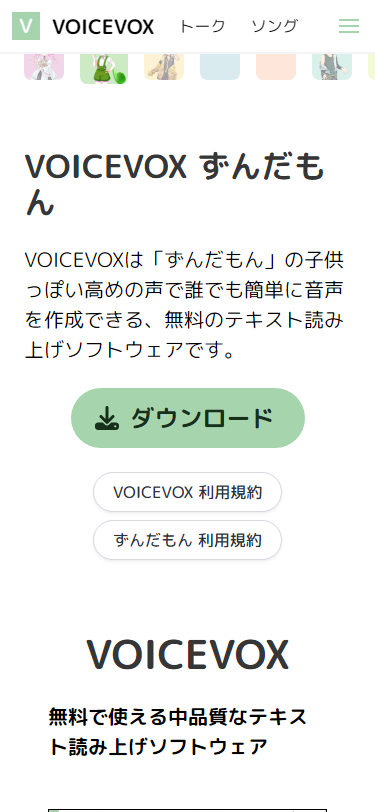 V VOICEVOX トーク ソング
VOICEVOX ずんだも
ん
VOICEVOXは「ずんだもん」の子供
っぽい高めの声で誰でも簡単に音声
を作成できる、無料のテキスト読み
上げソフトウェアです。
ダウンロード
VOICEVOX 利用規約
ずんだもん 利用規約
VOICEVOX
無料で使える中品質なテキス
ト読み上げソフトウェア